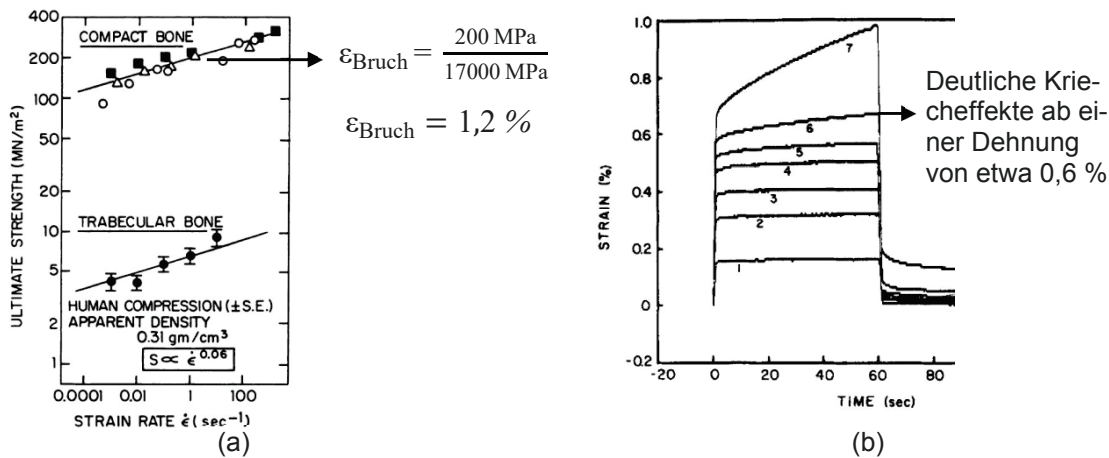 400
200
100
50
20
10
5
2
1
ULTIMATE STRENGTH (MN/m²)
COMPACT BONE
TRABECULAR BONE
HUMAN COMPRESSION (±S.E.)
APPARENT DENSITY
0.31 gm/cm³
S ∝ ε̇^0.06
0.0001 0.01 1 100
STRAIN RATE ε̇ (sec⁻¹)
(a)
ε_Bruch = 200 MPa / 17000 MPa
ε_Bruch = 1,2 %
1.0
0.8
0.6
0.4
0.2
0
-0.2
STRAIN (%)
7
6
5
4
3
2
1
-20 0 20 40 60 80
TIME (sec)
(b)
Deutliche Krie-
cheffekte ab ei-
ner Dehnung
von etwa 0,6 %